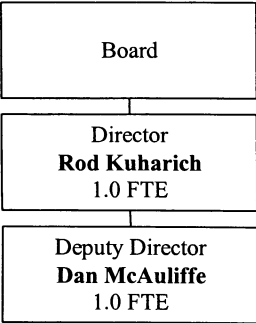 Board
Director
Rod Kuharich
1.0 FTE
Deputy Director
Dan McAuliffe
1.0 FTE